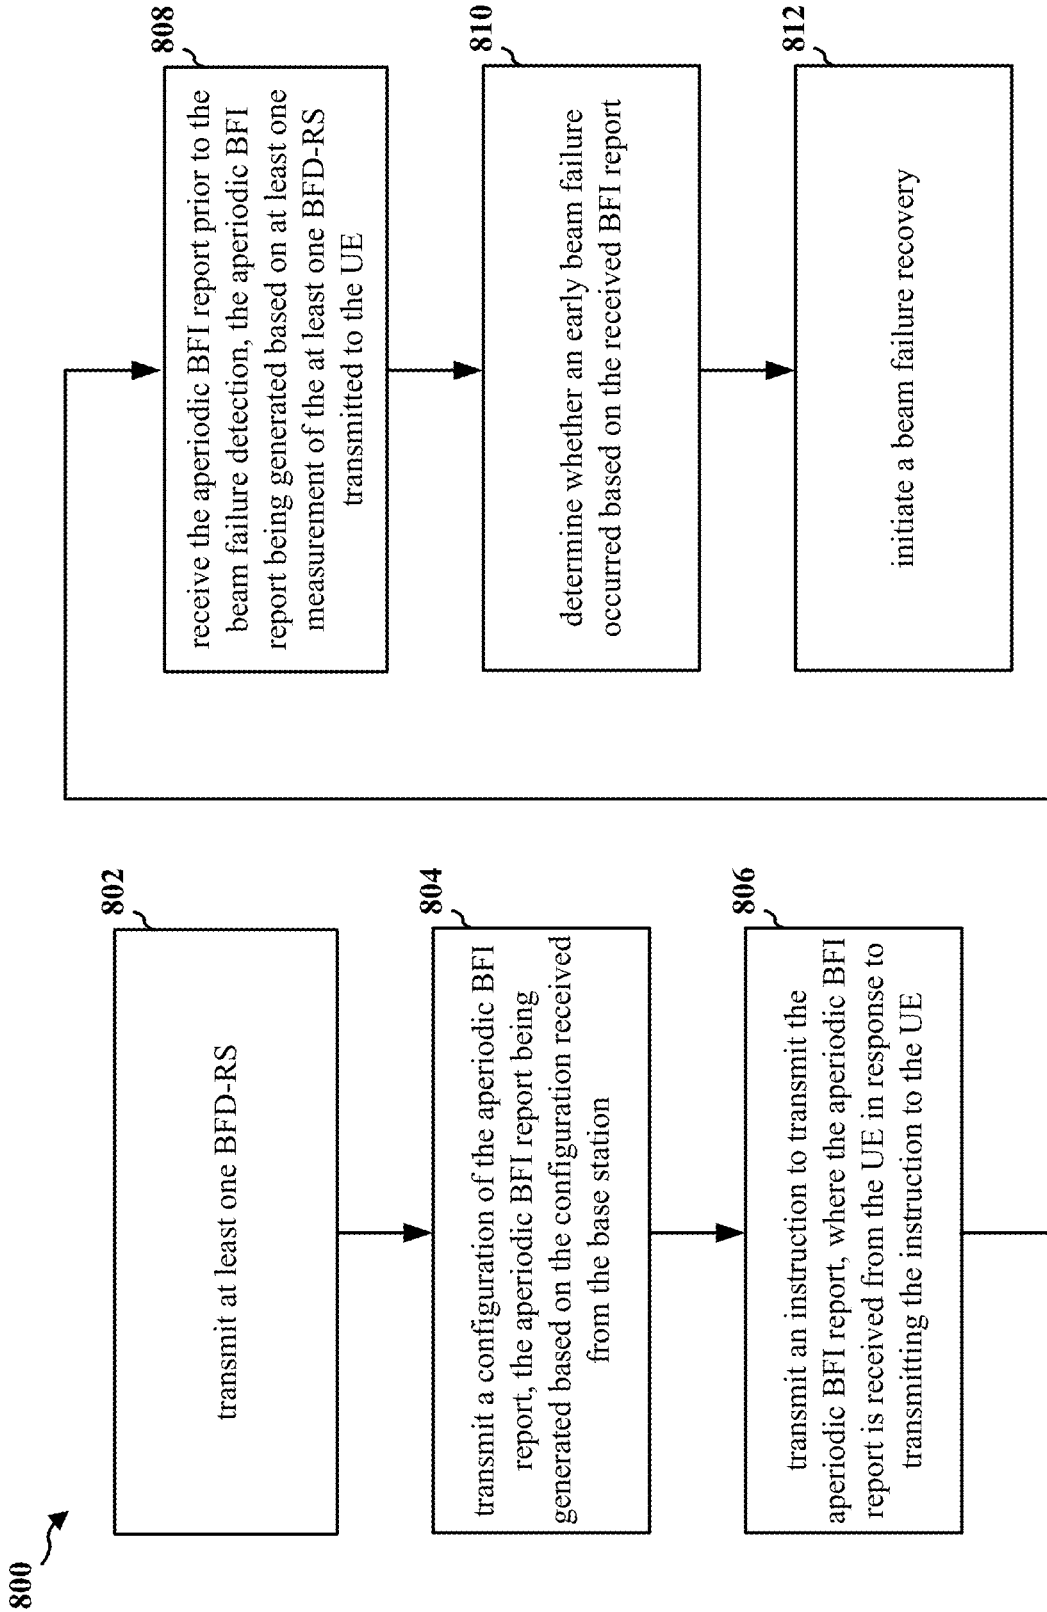 800
802
transmit at least one BFD-RS
804
transmit a configuration of the aperiodic BFI
report, the aperiodic BFI report being
generated based on the configuration received
from the base station
806
transmit an instruction to transmit the
aperiodic BFI report, where the aperiodic BFI
report is received from the UE in response to
transmitting the instruction to the UE
808
receive the aperiodic BFI report prior to the
beam failure detection, the aperiodic BFI
report being generated based on at least one
measurement of the at least one BFD-RS
transmitted to the UE
810
determine whether an early beam failure
occurred based on the received BFI report
812
initiate a beam failure recovery